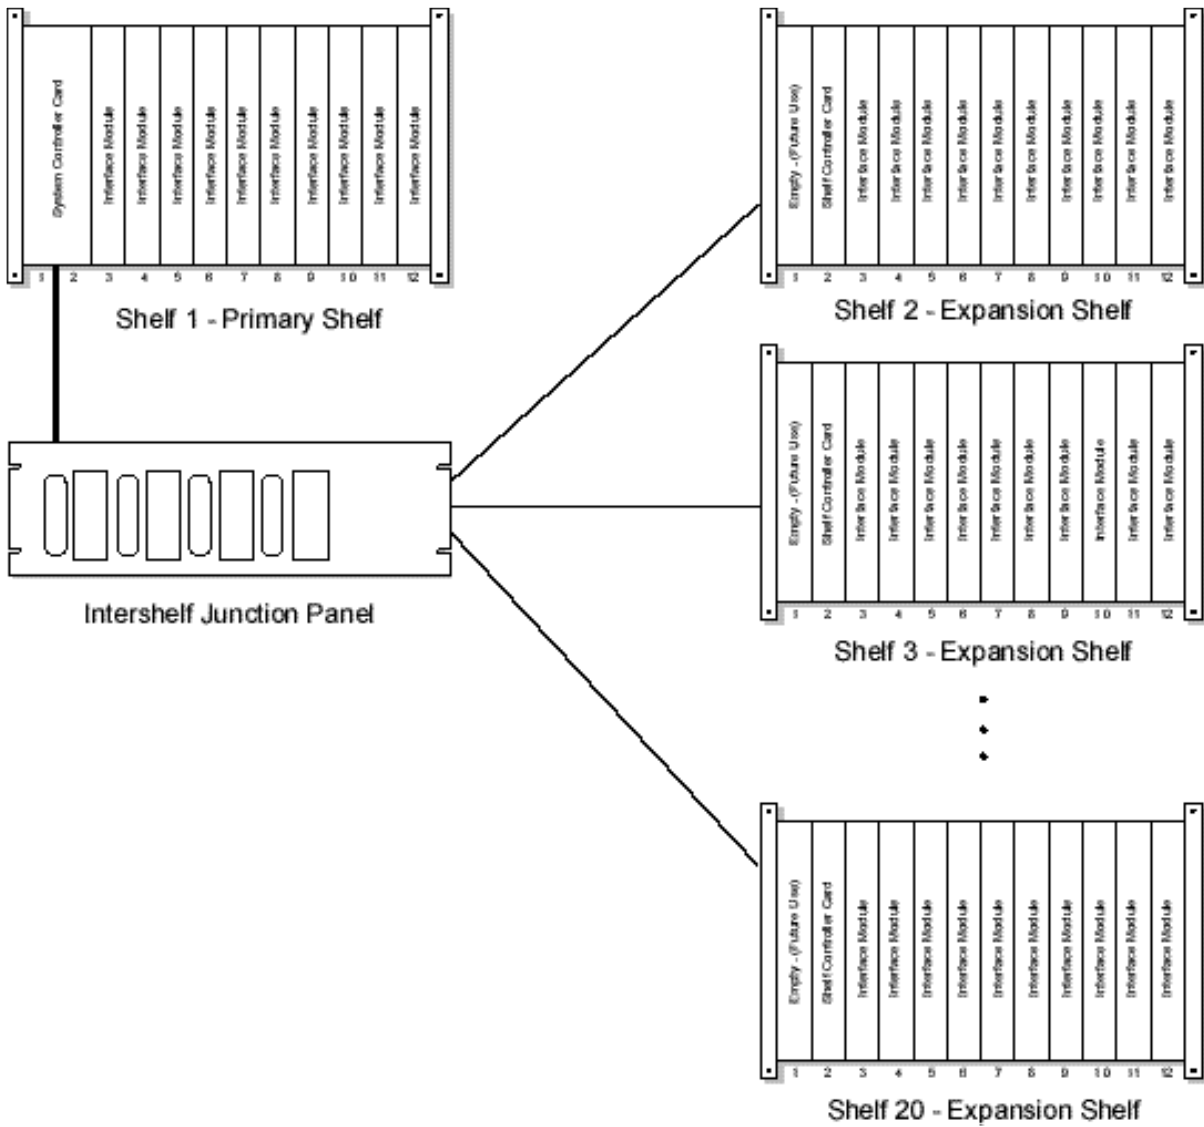 System Controller Card
Interface Module
Interface Module
Interface Module
Interface Module
Interface Module
Interface Module
Interface Module
Interface Module
Interface Module
Interface Module
1 2 3 4 5 6 7 8 9 10 11 12
Shelf 1 - Primary Shelf
Intershelf Junction Panel
Empty - (Future Use)
Shelf Controller Card
Interface Module
Interface Module
Interface Module
Interface Module
Interface Module
Interface Module
Interface Module
Interface Module
Interface Module
Interface Module
1 2 3 4 5 6 7 8 9 10 11 12
Shelf 2 - Expansion Shelf
Empty - (Future Use)
Shelf Controller Card
Interface Module
Interface Module
Interface Module
Interface Module
Interface Module
Interface Module
Interface Module
Interface Module
Interface Module
Interface Module
1 2 3 4 5 6 7 8 9 10 11 12
Shelf 3 - Expansion Shelf
Empty - (Future Use)
Shelf Controller Card
Interface Module
Interface Module
Interface Module
Interface Module
Interface Module
Interface Module
Interface Module
Interface Module
Interface Module
Interface Module
1 2 3 4 5 6 7 8 9 10 11 12
Shelf 20 - Expansion Shelf